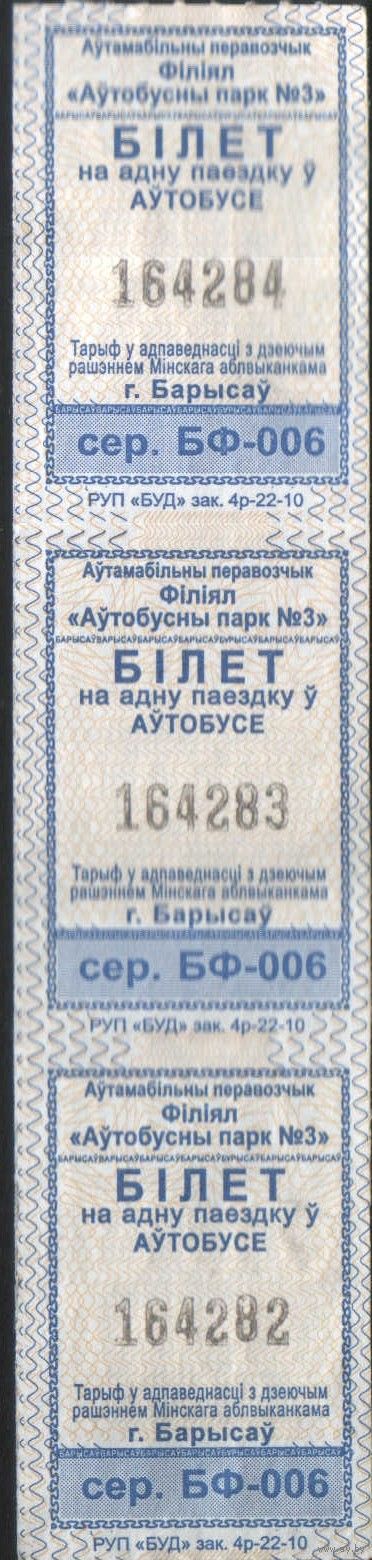 Аўтамабільны перавозчык
Філіял
«Аўтобусны парк №3»
БІЛЕТ
на адну паездку ў
АЎТОБУСЕ
164284
Тарыф у адпаведнасці з дзеючым
рашэннем Мінскага аблвыканкама
г. Барысаў
сер. БФ-006
РУП «БУД» зак. 4р-22-10
Аўтамабільны перавозчык
Філіял
«Аўтобусны парк №3»
БІЛЕТ
на адну паездку ў
АЎТОБУСЕ
164283
Тарыф у адпаведнасці з дзеючым
рашэннем Мінскага аблвыканкама
г. Барысаў
сер. БФ-006
РУП «БУД» зак. 4р-22-10
Аўтамабільны перавозчык
Філіял
«Аўтобусны парк №3»
БІЛЕТ
на адну паездку ў
АЎТОБУСЕ
164282
Тарыф у адпаведнасці з дзеючым
рашэннем Мінскага аблвыканкама
г. Барысаў
сер. БФ-006
РУП «БУД» зак. 4р-22-10